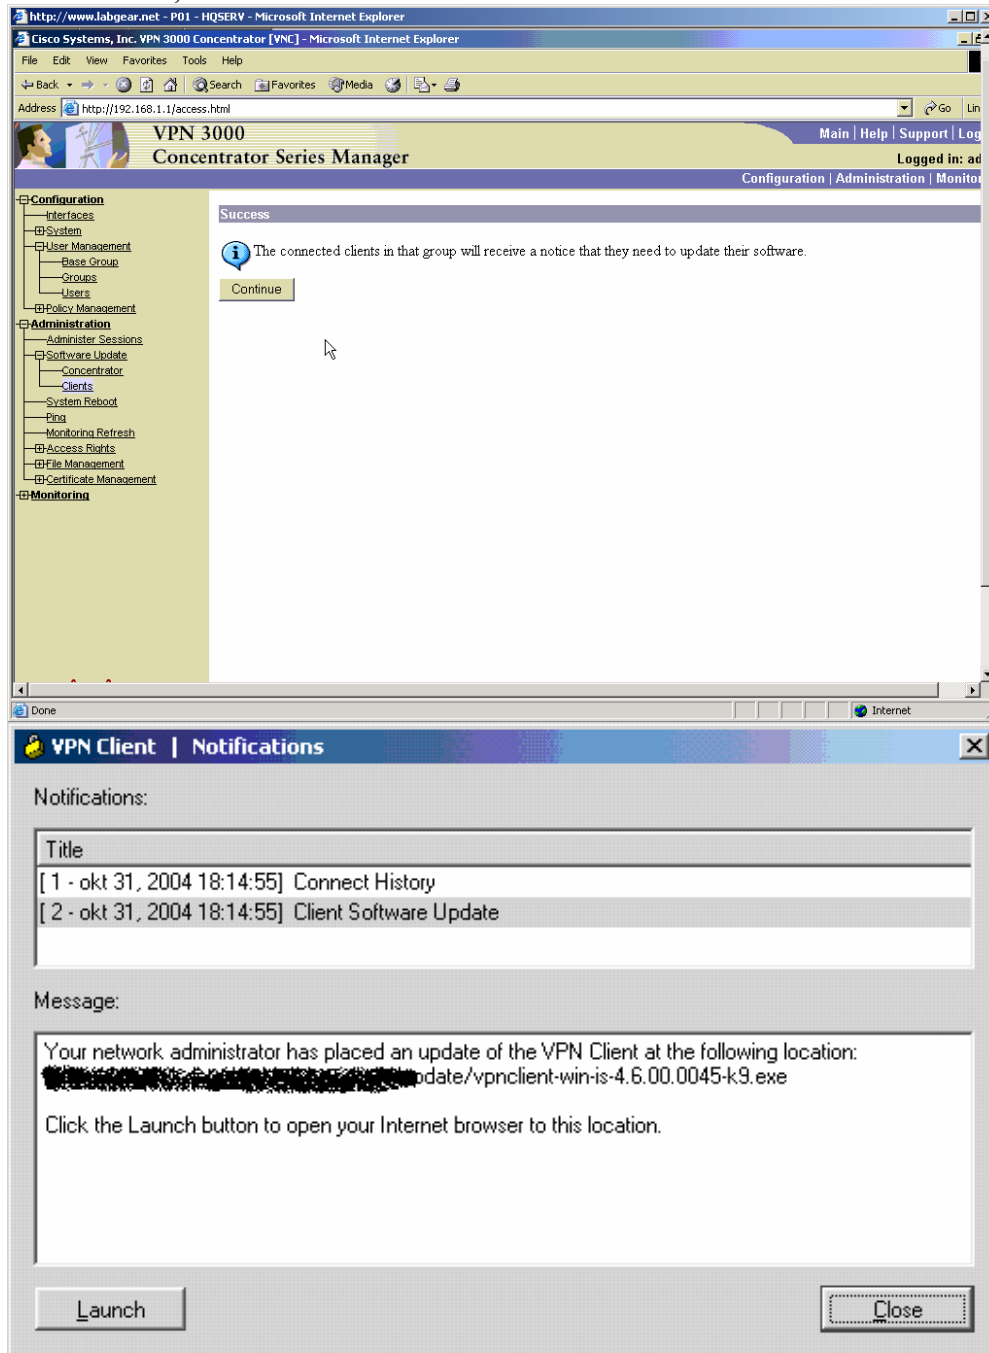 http://www.labgear.net - P01 - HQSERV - Microsoft Internet Explorer
Cisco Systems, Inc. VPN 3000 Concentrator [VNC] - Microsoft Internet Explorer
File Edit View Favorites Tools Help
Back Search Favorites Media
Address http://192.168.1.1/access.html Go Lin
VPN 3000
Concentrator Series Manager
Main | Help | Support | Log
Logged in: ad
Configuration | Administration | Monitor
Configuration
Interfaces
System
User Management
Base Group
Groups
Users
Policy Management
Administration
Administer Sessions
Software Update
Concentrator
Clients
System Reboot
Ping
Monitoring Refresh
Access Rights
File Management
Certificate Management
Monitoring
Success
The connected clients in that group will receive a notice that they need to update their software.
Continue
Done Internet
VPN Client | Notifications
Notifications:
Title
[ 1 - okt 31, 2004 18:14:55] Connect History
[ 2 - okt 31, 2004 18:14:55] Client Software Update
Message:
Your network administrator has placed an update of the VPN Client at the following location:
pdate/vpnclient-win-is-4.6.00.0045-k9.exe
Click the Launch button to open your Internet browser to this location.
Launch Close